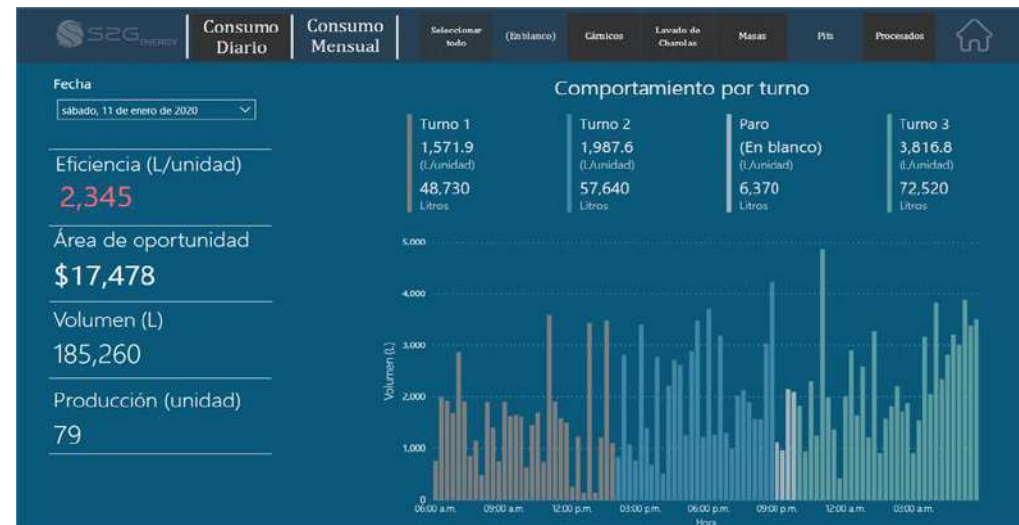 S2G ENERGY
Consumo Diario
Consumo Mensual
Seleccionar todo
(En blanco)
Cárnicos
Lavado de Charolas
Masas
Pits
Procesados
Fecha
sábado, 11 de enero de 2020
Eficiencia (L/unidad)
2,345
Área de oportunidad
$17,478
Volumen (L)
185,260
Producción (unidad)
79
Comportamiento por turno
Turno 1
1,571.9
(L/unidad)
48,730
Litros
Turno 2
1,987.6
(L/unidad)
57,640
Litros
Paro
(En blanco)
(L/unidad)
6,370
Litros
Turno 3
3,816.8
(L/unidad)
72,520
Litros
Volumen (L)
5,000
4,000
3,000
2,000
1,000
0
06:00 a.m. 09:00 a.m. 12:00 p.m. 03:00 p.m. 06:00 p.m. 09:00 p.m. 12:00 a.m. 03:00 a.m.
Hora